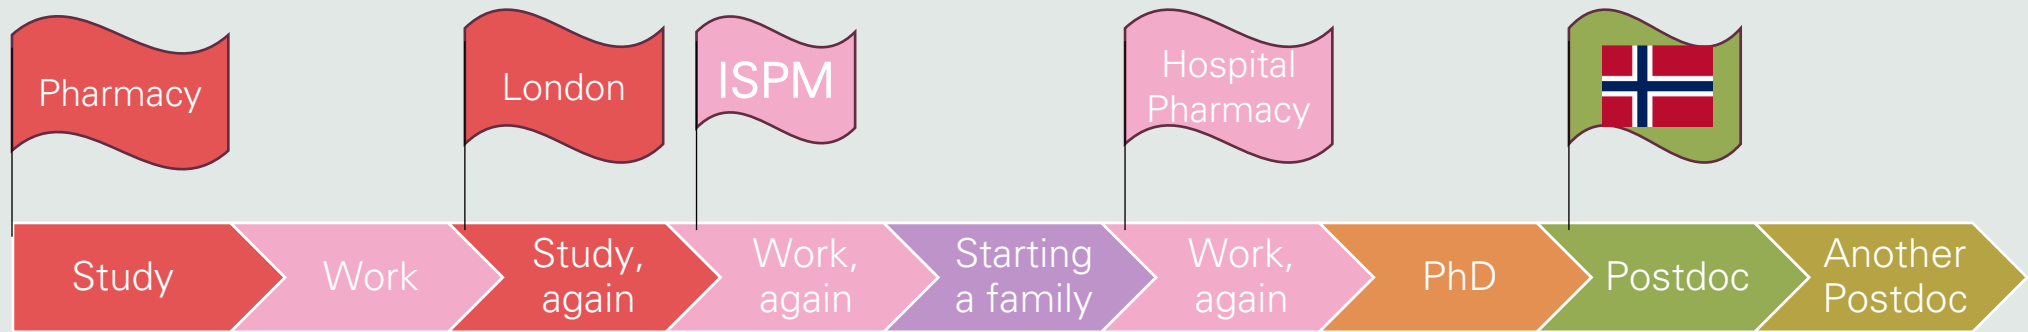 Pharmacy
London
ISPM
Hospital
Pharmacy
Study
Work
Study,
again
Work,
again
Starting
a family
Work,
again
PhD
Postdoc
Another
Postdoc